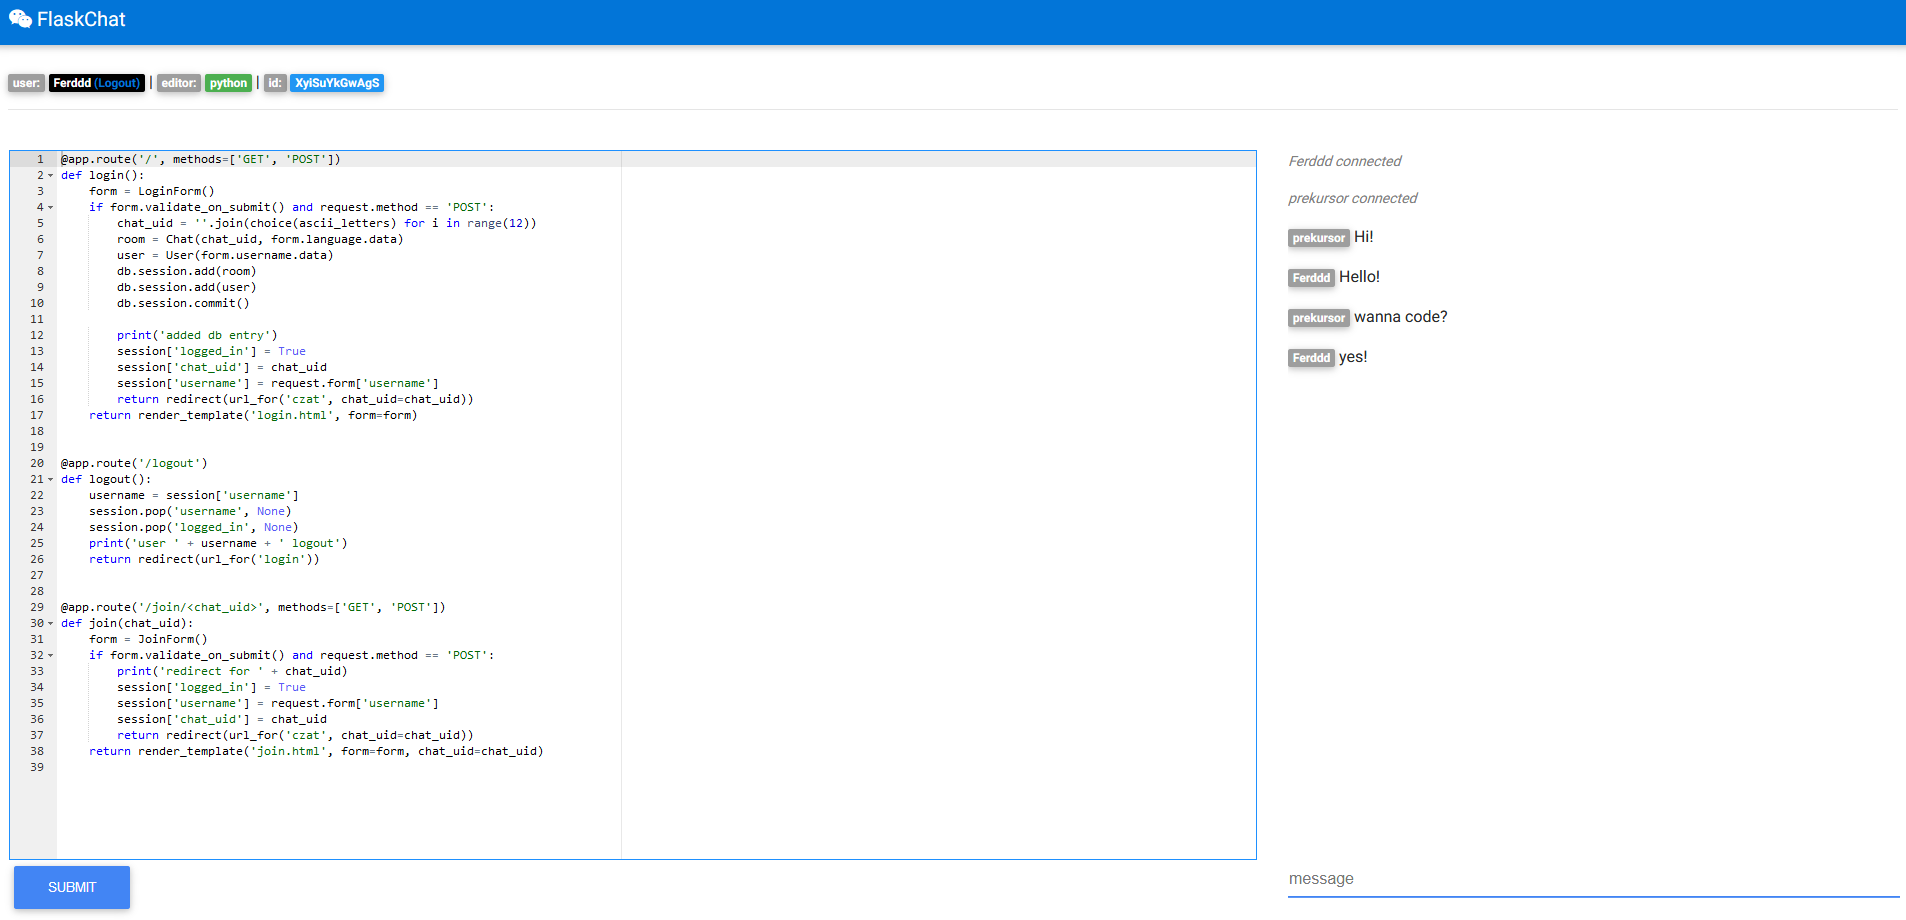 FlaskChat
user: Ferddd (Logout) | editor: python | id: XyiSuYkGwAgS
1 @app.route('/', methods=['GET', 'POST'])
2 def login():
3     form = LoginForm()
4     if form.validate_on_submit() and request.method == 'POST':
5         chat_uid = ''.join(choice(ascii_letters) for i in range(12))
6         room = Chat(chat_uid, form.language.data)
7         user = User(form.username.data)
8         db.session.add(room)
9         db.session.add(user)
10         db.session.commit()
11
12         print('added db entry')
13         session['logged_in'] = True
14         session['chat_uid'] = chat_uid
15         session['username'] = request.form['username']
16         return redirect(url_for('czat', chat_uid=chat_uid))
17     return render_template('login.html', form=form)
18
19
20 @app.route('/logout')
21 def logout():
22     username = session['username']
23     session.pop('username', None)
24     session.pop('logged_in', None)
25     print('user ' + username + ' logout')
26     return redirect(url_for('login'))
27
28
29 @app.route('/join/<chat_uid>', methods=['GET', 'POST'])
30 def join(chat_uid):
31     form = JoinForm()
32     if form.validate_on_submit() and request.method == 'POST':
33         print('redirect for ' + chat_uid)
34         session['logged_in'] = True
35         session['username'] = request.form['username']
36         session['chat_uid'] = chat_uid
37         return redirect(url_for('czat', chat_uid=chat_uid))
38     return render_template('join.html', form=form, chat_uid=chat_uid)
39
SUBMIT
Ferddd connected
prekursor connected
prekursor Hi!
Ferddd Hello!
prekursor wanna code?
Ferddd yes!
message